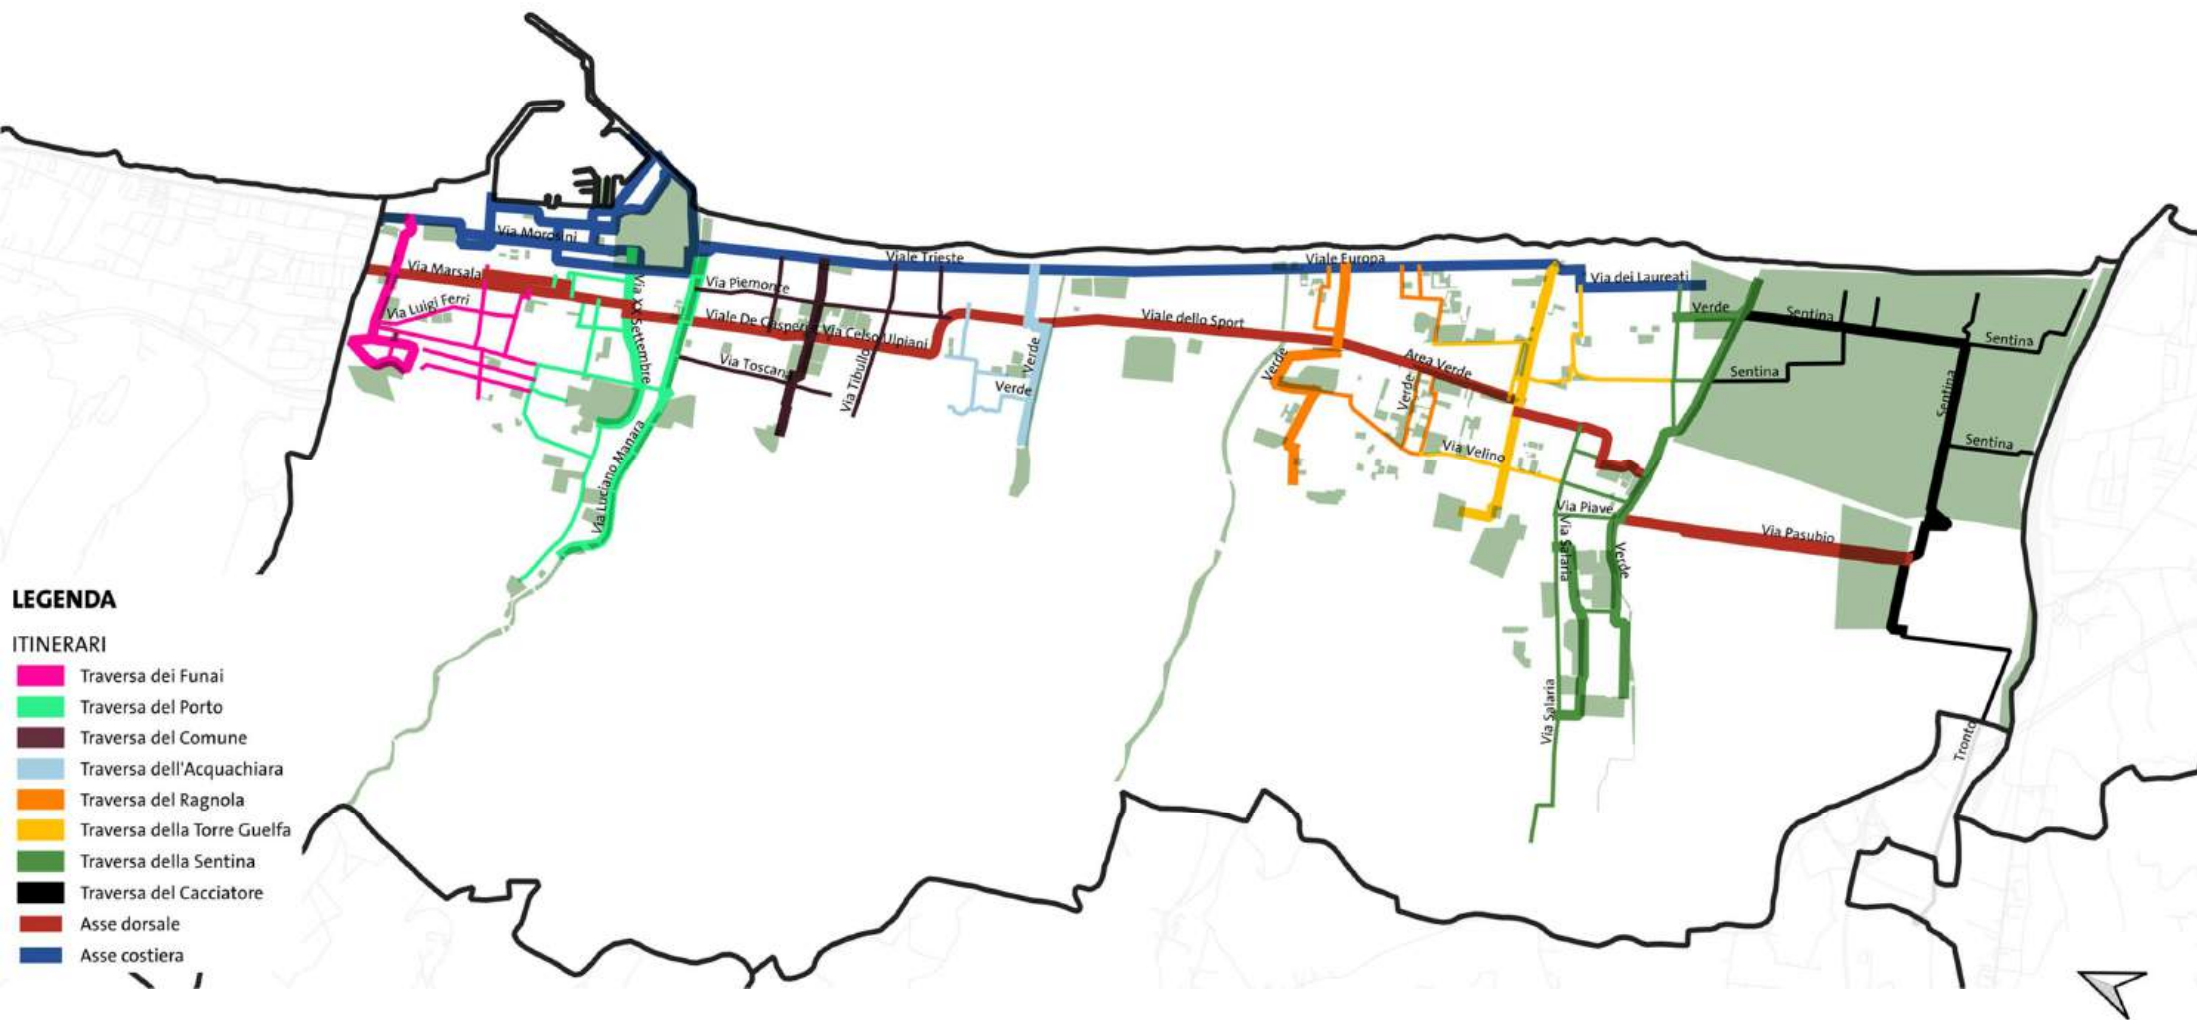 Via Morosini
Via Marsala
Via Luigi Ferri
Via XX Settembre
Via Luciano Manara
Via Piemonte
Viale De Gasperi
Via Celso Ulpiani
Via Toscana
Via Tibullo
Viale Trieste
Verde
Verde
Viale dello Sport
Viale Europa
Verde
Area Verde
Verde
Via Velino
Via dei Laureati
Verde
Sentina
Sentina
Sentina
Sentina
Sentina
Via Piave
Via Salaria
Verde
Via Pasubio
Via Salaria
Tronto
LEGENDA
ITINERARI
Traversa dei Funai
Traversa del Porto
Traversa del Comune
Traversa dell'Acquachiara
Traversa del Ragnola
Traversa della Torre Guelfa
Traversa della Sentina
Traversa del Cacciatore
Asse dorsale
Asse costiera